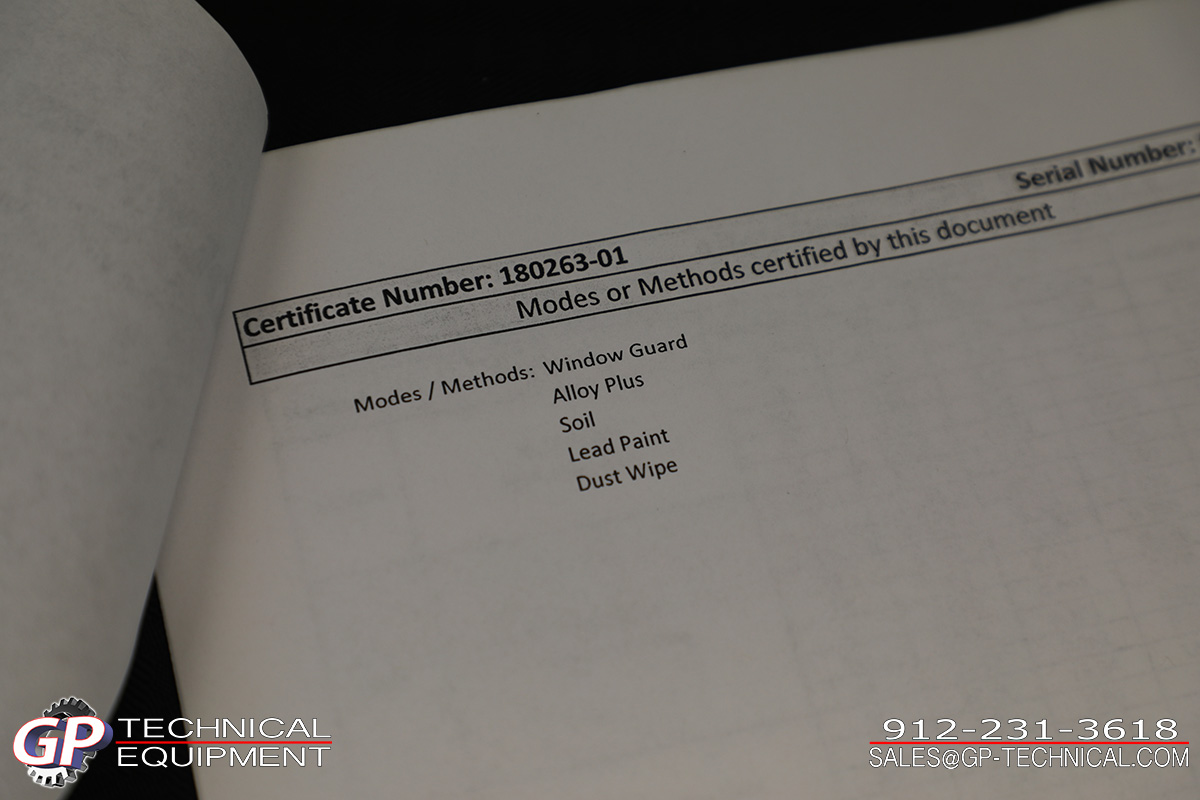 Serial Number:
Certificate Number: 180263-01
Modes or Methods certified by this document
Modes / Methods: Window Guard
Alloy Plus
Soil
Lead Paint
Dust Wipe
GP TECHNICAL
EQUIPMENT
912-231-3618
SALES@GP-TECHNICAL.COM